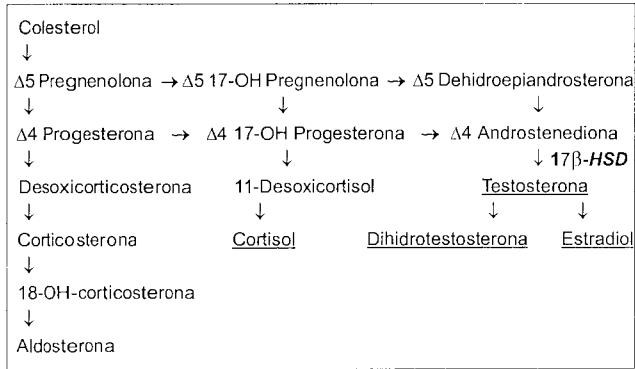 Colesterol
↓
Δ5 Pregnenolona → Δ5 17-OH Pregnenolona → Δ5 Dehidroepiandrosterona
↓ ↓ ↓
Δ4 Progesterona → Δ4 17-OH Progesterona → Δ4 Androstenediona
↓ ↓ ↓ 17β-HSD
Desoxicorticosterona 11-Desoxicortisol Testosterona
↓ ↓ ↓ ↓
Corticosterona Cortisol Dihidrotestosterona Estradiol
↓
18-OH-corticosterona
↓
Aldosterona